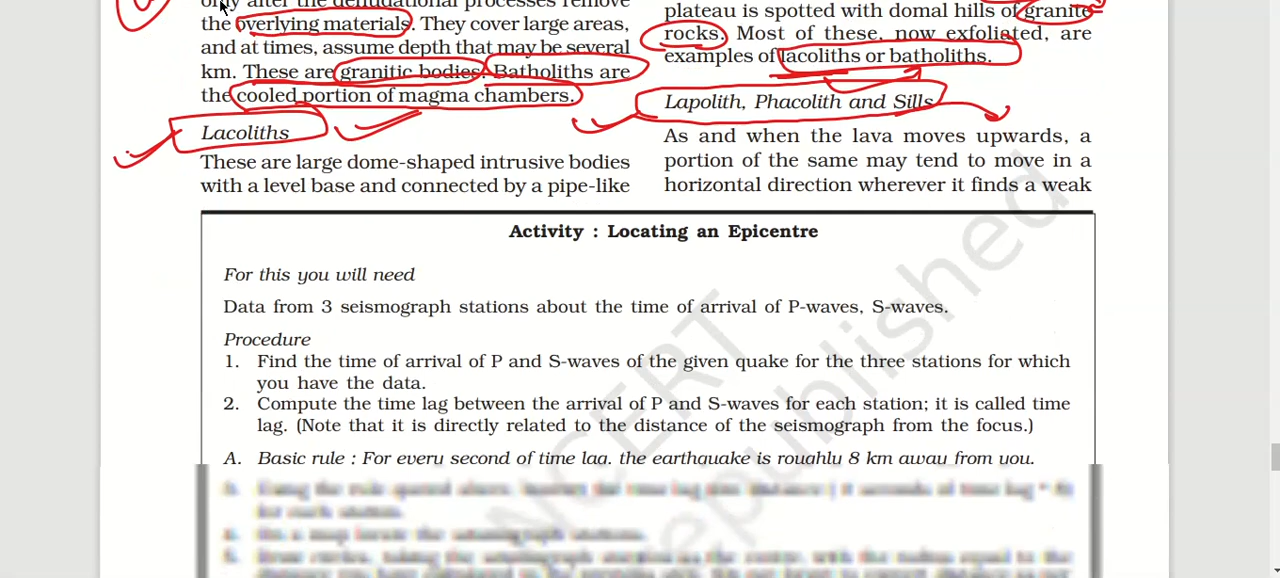 only after the denudational processes remove
the overlying materials. They cover large areas,
and at times, assume depth that may be several
km. These are granitic bodies. Batholiths are
the cooled portion of magma chambers.
Lacoliths
These are large dome-shaped intrusive bodies
with a level base and connected by a pipe-like
plateau is spotted with domal hills of granite
rocks. Most of these, now exfoliated, are
examples of lacoliths or batholiths.
Lapolith, Phacolith and Sills
As and when the lava moves upwards, a
portion of the same may tend to move in a
horizontal direction wherever it finds a weak
Activity : Locating an Epicentre
For this you will need
Data from 3 seismograph stations about the time of arrival of P-waves, S-waves.
Procedure
1. Find the time of arrival of P and S-waves of the given quake for the three stations for which
you have the data.
2. Compute the time lag between the arrival of P and S-waves for each station; it is called time
lag. (Note that it is directly related to the distance of the seismograph from the focus.)
A. Basic rule : For every second of time lag, the earthquake is roughly 8 km away from you.
NCERT
republished